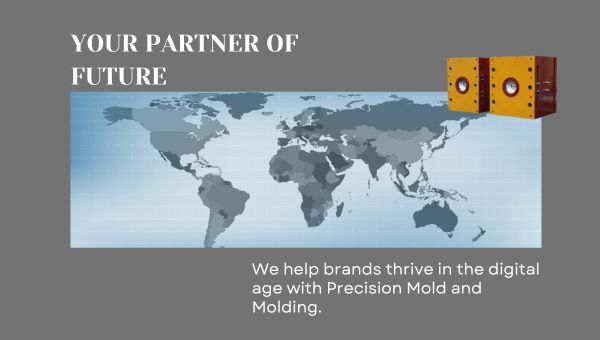 YOUR PARTNER OF
FUTURE
We help brands thrive in the digital
age with Precision Mold and
Molding.